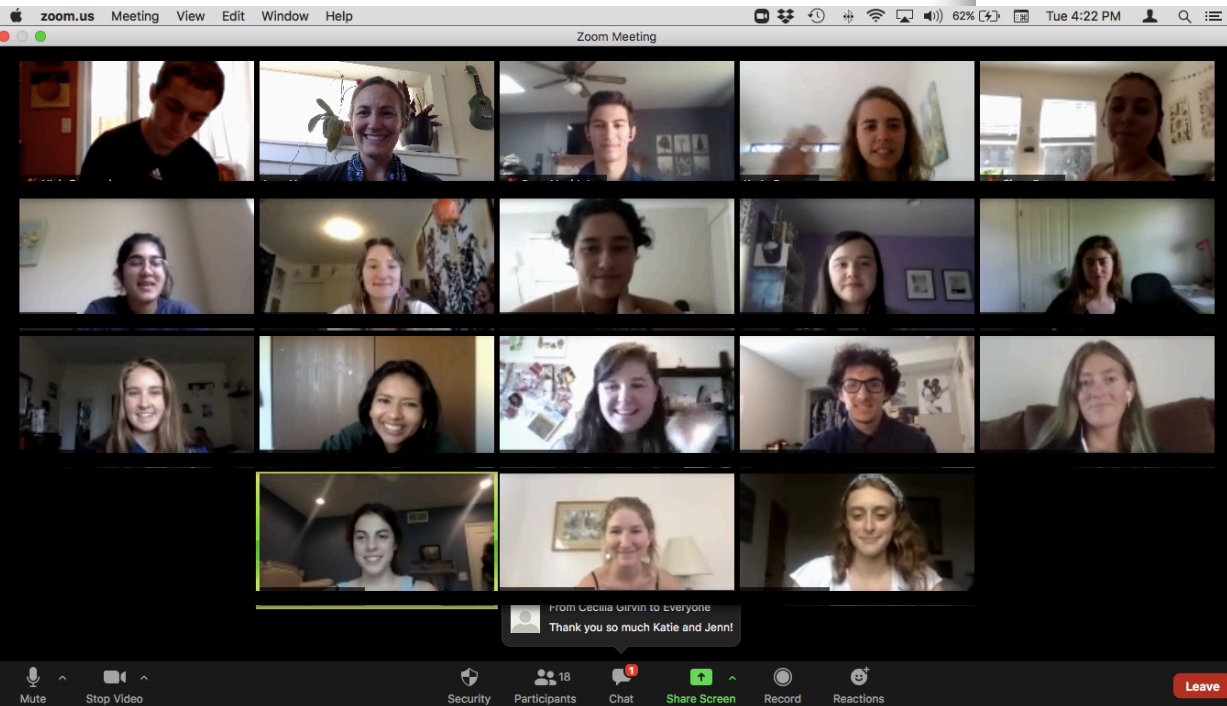 zoom.us Meeting View Edit Window Help 62% Tue 4:22 PM
Zoom Meeting
From Cecilia Girvin to Everyone
Thank you so much Katie and Jenn!
18 1
Mute Stop Video Security Participants Chat Share Screen Record Reactions Leave